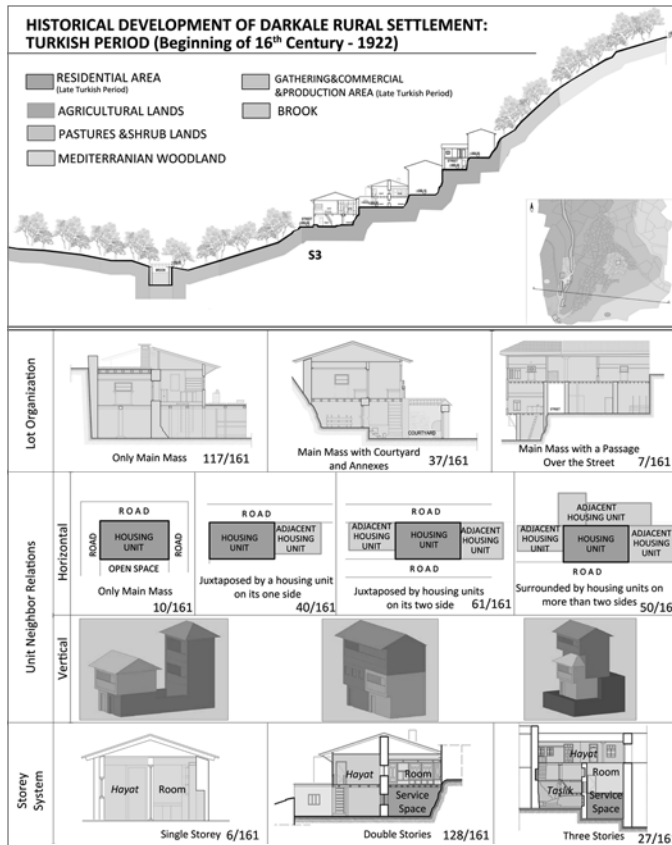 HISTORICAL DEVELOPMENT OF DARKALE RURAL SETTLEMENT:
TURKISH PERIOD (Beginning of 16th Century - 1922)
RESIDENTIAL AREA
(Late Turkish Period)
GATHERING&COMMERCIAL
&PRODUCTION AREA (Late Turkish Period)
AGRICULTURAL LANDS
BROOK
PASTURES &SHRUB LANDS
MEDITERRANIAN WOODLAND
S3
Lot Organization
Only Main Mass 117/161
COURTYARD
Main Mass with Courtyard
and Annexes 37/161
STREET
Main Mass with a Passage
Over the Street 7/161
Unit Neighbor Relations
Horizontal
ROAD
ROAD
HOUSING
UNIT
ROAD
OPEN SPACE
Only Main Mass
10/161
ROAD
HOUSING
UNIT
ADJACENT
HOUSING
UNIT
Juxtaposed by a housing unit
on its one side
40/161
ROAD
ADJACENT
HOUSING
UNIT
HOUSING
UNIT
ADJACENT
HOUSING
UNIT
ROAD
Juxtaposed by housing units
on its two side
61/161
ADJACENT
HOUSING UNIT
ADJACENT
HOUSING
UNIT
HOUSING
UNIT
ADJACENT
HOUSING
UNIT
ROAD
Surrounded by housing units on
more than two sides
50/16
Vertical
Storey
System
Hayat
Room
Single Storey 6/161
Hayat
Room
Service
Space
Double Stories 128/161
Hayat
Room
Taşlık
Service
Space
Three Stories 27/16